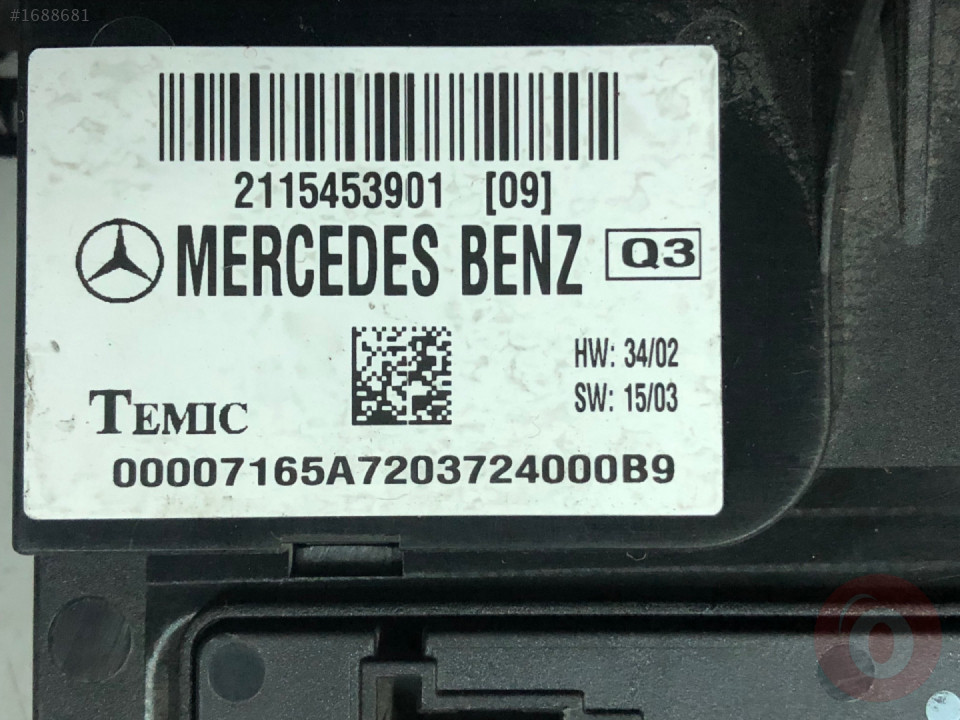 #1688681
2115453901 [09]
MERCEDES BENZ Q3
HW: 34/02
SW: 15/03
TEMIC
00007165A7203724000B9